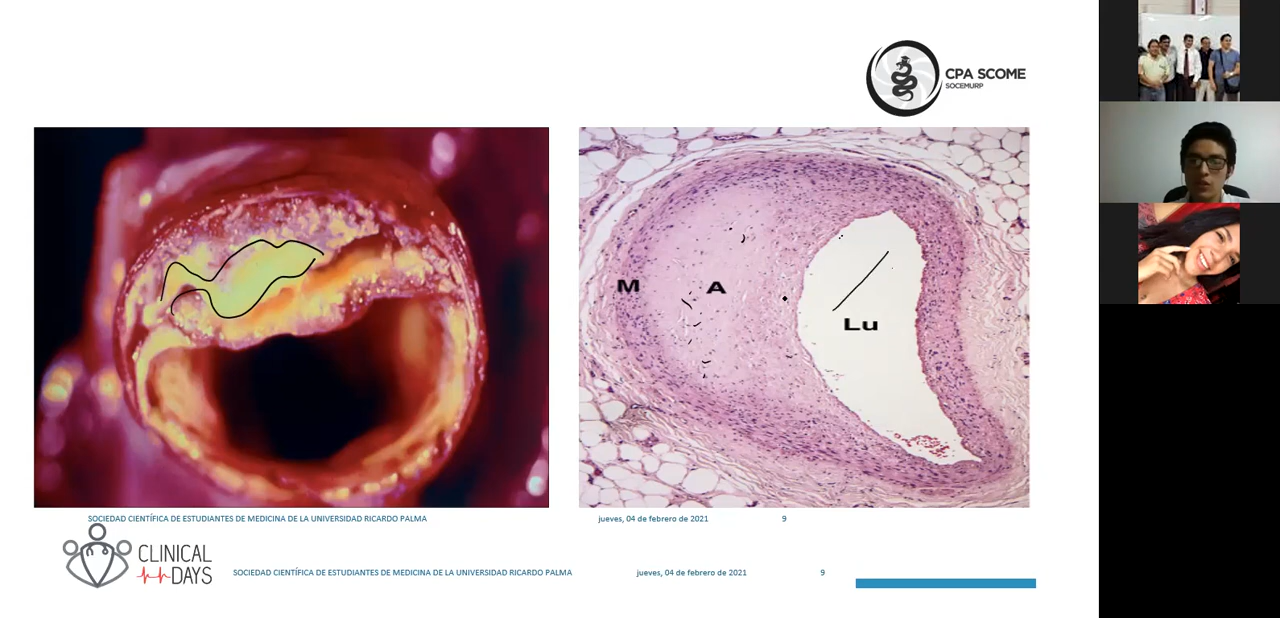 CPA SCOME
SOCEMURP
M
A
Lu
SOCIEDAD CIENTÍFICA DE ESTUDIANTES DE MEDICINA DE LA UNIVERSIDAD RICARDO PALMA
jueves, 04 de febrero de 2021
9
CLINICAL
DAYS
SOCIEDAD CIENTÍFICA DE ESTUDIANTES DE MEDICINA DE LA UNIVERSIDAD RICARDO PALMA
jueves, 04 de febrero de 2021
9